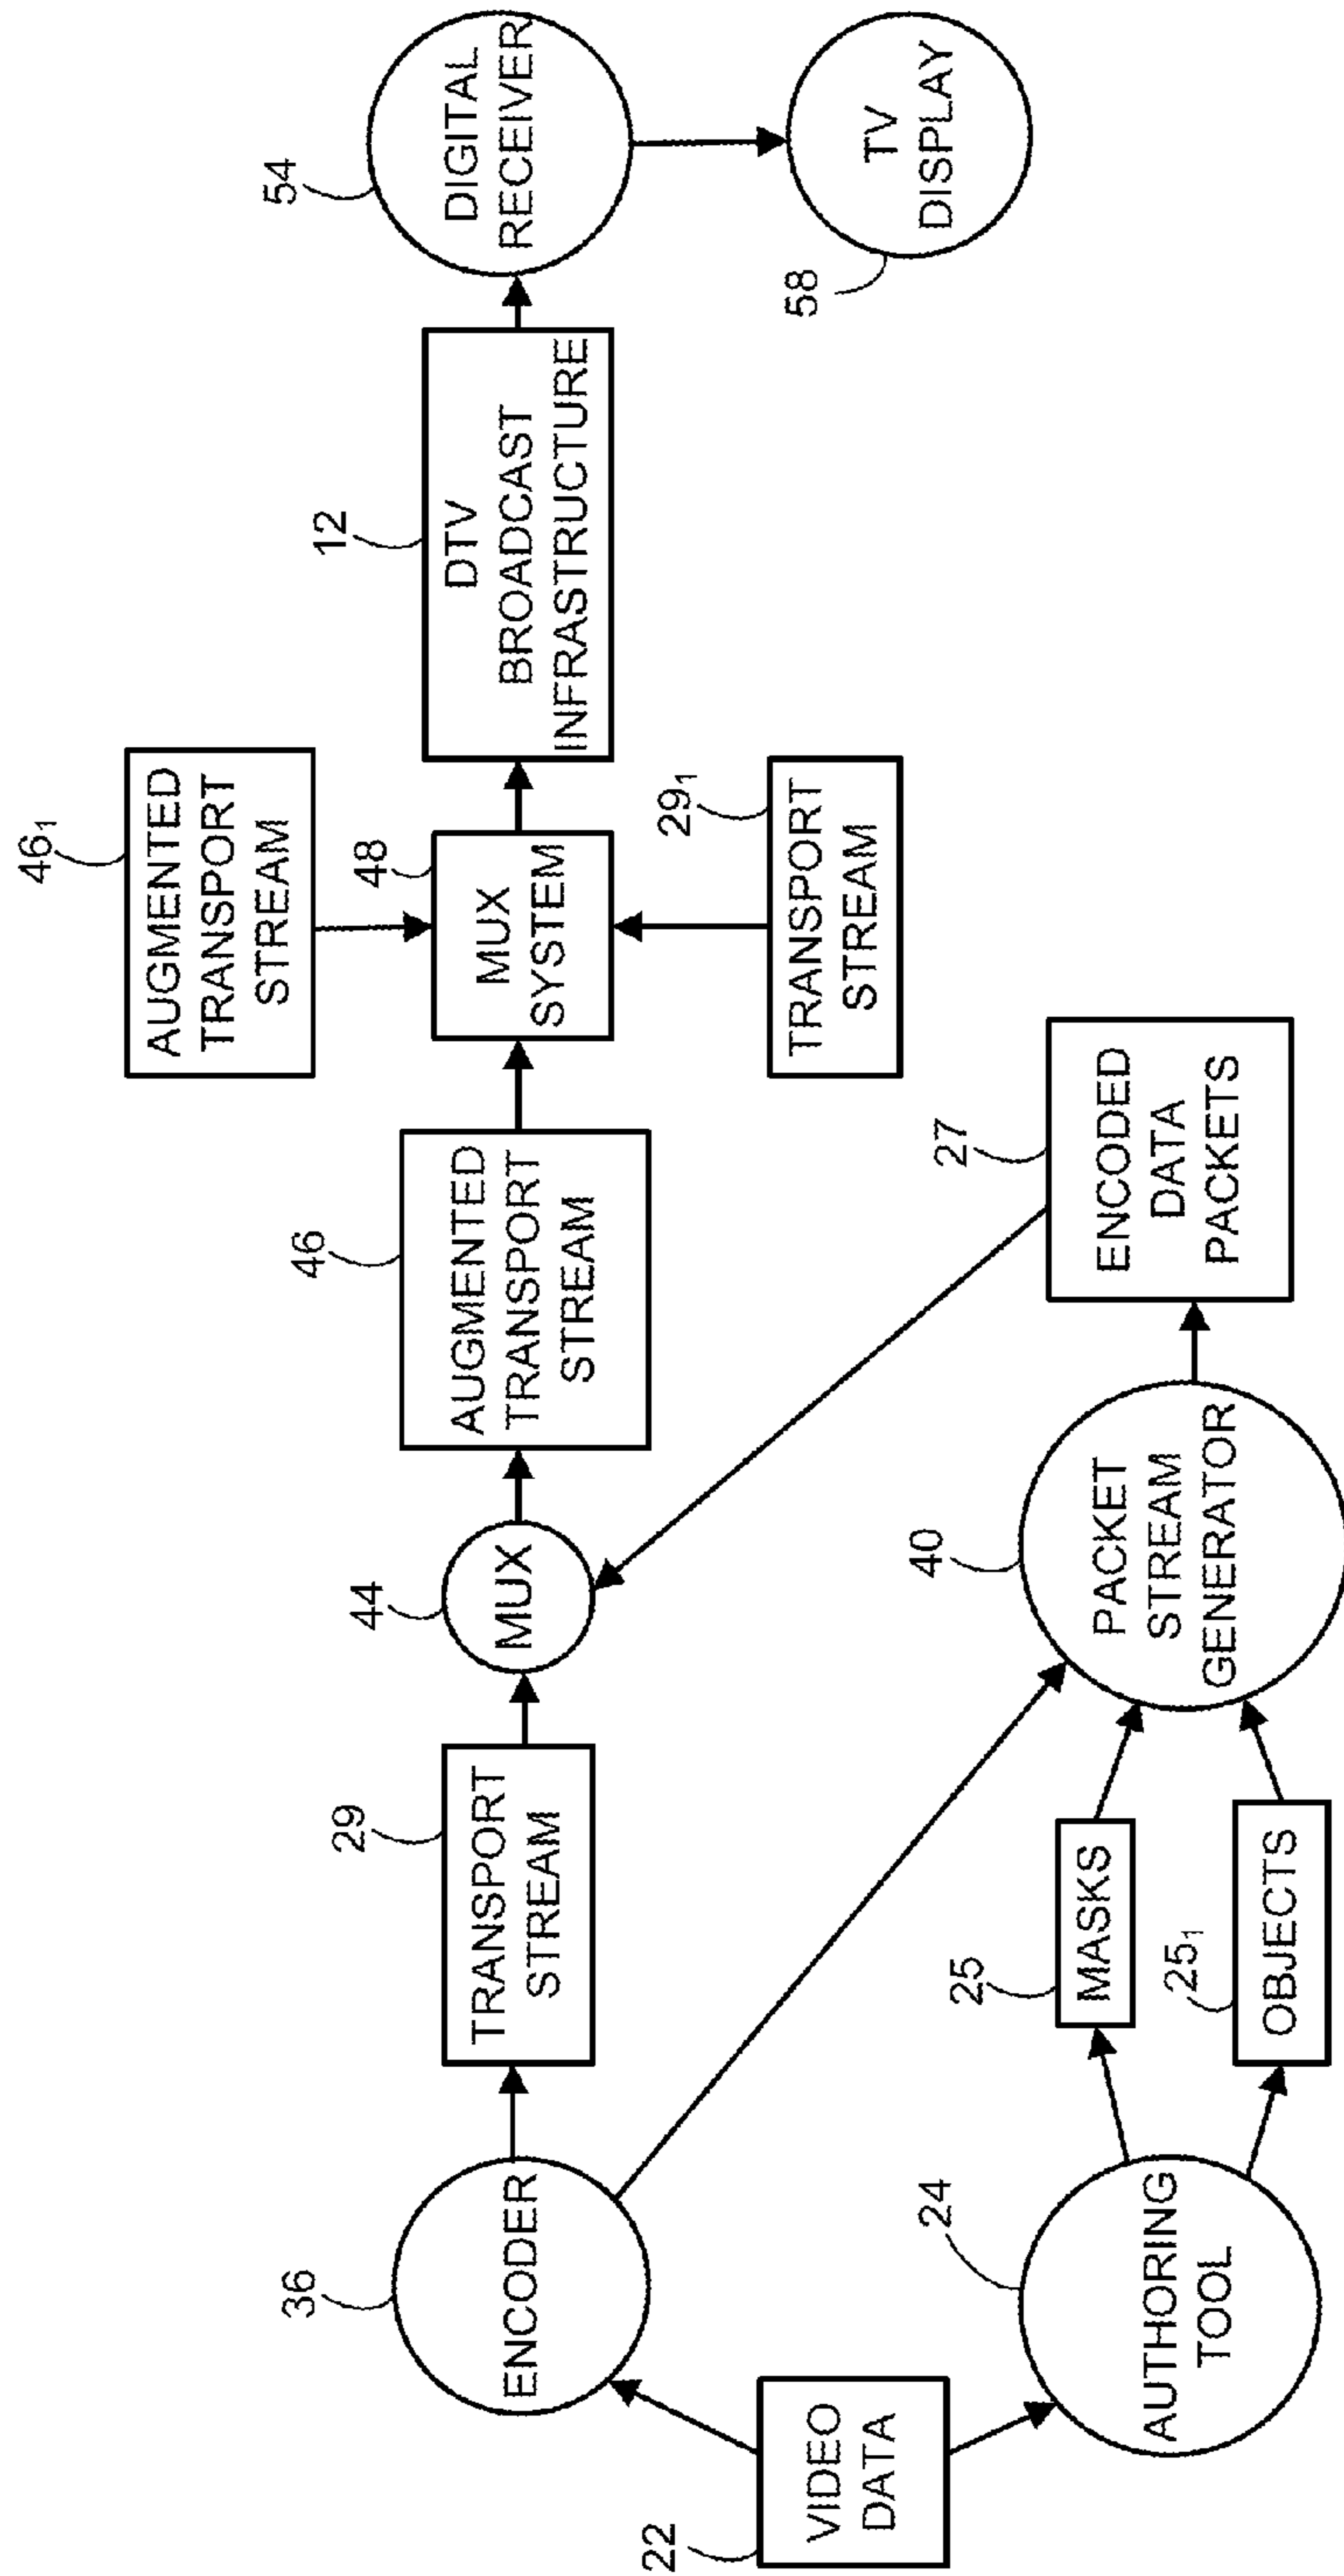 22
VIDEO
DATA
36
ENCODER
24
AUTHORING
TOOL
29
TRANSPORT
STREAM
25
MASKS
25₁
OBJECTS
44
MUX
40
PACKET
STREAM
GENERATOR
46
AUGMENTED
TRANSPORT
STREAM
27
ENCODED
DATA
PACKETS
46₁
AUGMENTED
TRANSPORT
STREAM
48
MUX
SYSTEM
29₁
TRANSPORT
STREAM
12
DTV
BROADCAST
INFRASTRUCTURE
54
DIGITAL
RECEIVER
58
TV
DISPLAY